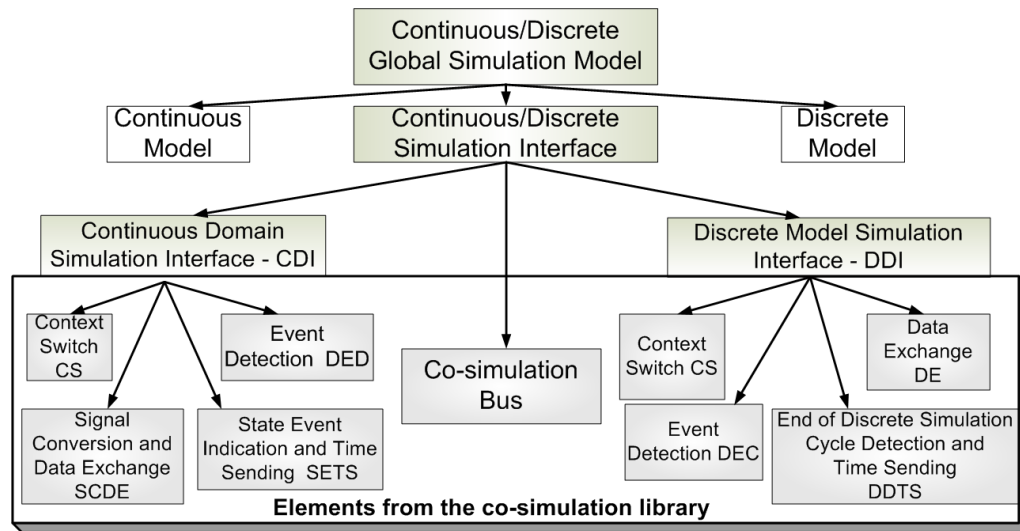 Continuous/Discrete
Global Simulation Model
Continuous
Model
Continuous/Discrete
Simulation Interface
Discrete
Model
Continuous Domain
Simulation Interface - CDI
Discrete Model Simulation
Interface - DDI
Context
Switch
CS
Event
Detection DED
Signal
Conversion and
Data Exchange
SCDE
State Event
Indication and Time
Sending SETS
Co-simulation
Bus
Context
Switch CS
Data
Exchange
DE
Event
Detection DEC
End of Discrete Simulation
Cycle Detection and
Time Sending
DDTS
Elements from the co-simulation library